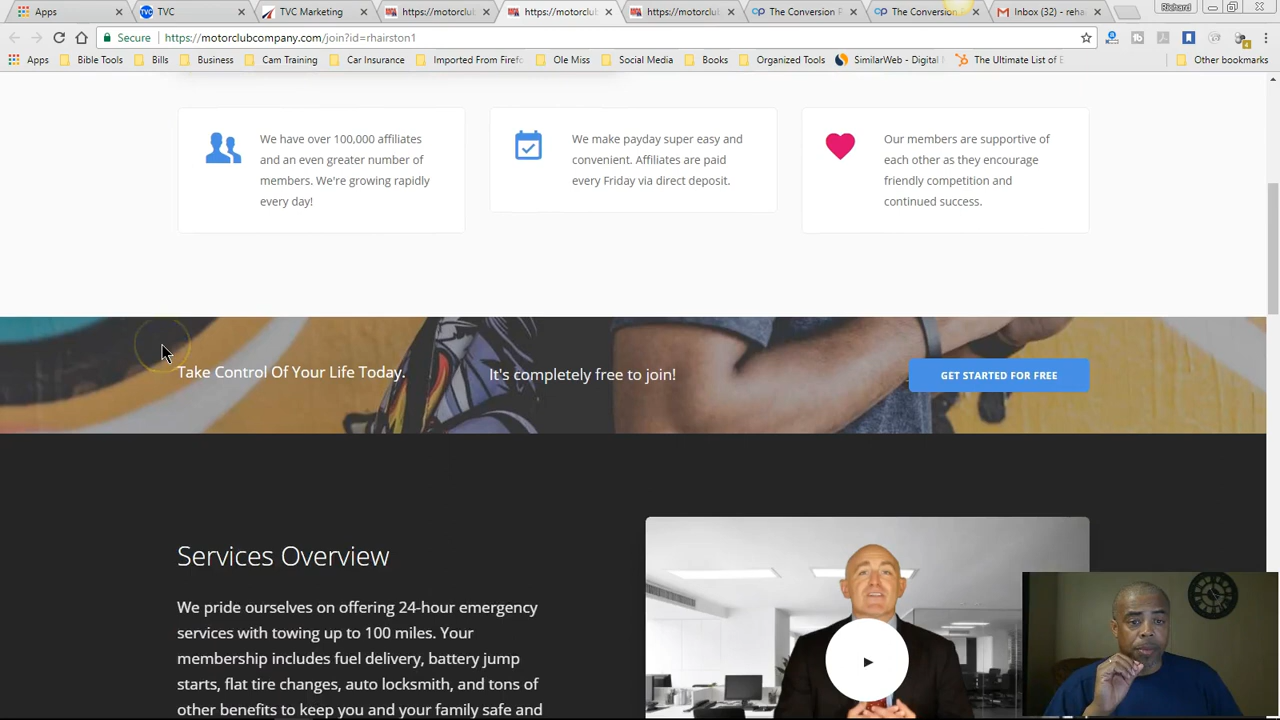 Apps
TVC
TVC Marketing
https://motorclu
https://motorclu
https://motorclu
The Conversion
The Conversion
Inbox (32) - reha
Richard
Secure
https://motorclubcompany.com/join?id=rhairston1
Apps
Bible Tools
Bills
Business
Cam Training
Car Insurance
Imported From Firef
Ole Miss
Social Media
Books
Organized Tools
SimilarWeb - Digital
The Ultimate List of
Other bookmarks
We have over 100,000 affiliates
and an even greater number of
members. We're growing rapidly
every day!
We make payday super easy and
convenient. Affiliates are paid
every Friday via direct deposit.
Our members are supportive of
each other as they encourage
friendly competition and
continued success.
Take Control Of Your Life Today.
It's completely free to join!
GET STARTED FOR FREE
Services Overview
We pride ourselves on offering 24-hour emergency
services with towing up to 100 miles. Your
membership includes fuel delivery, battery jump
starts, flat tire changes, auto locksmith, and tons of
other benefits to keep you and your family safe and